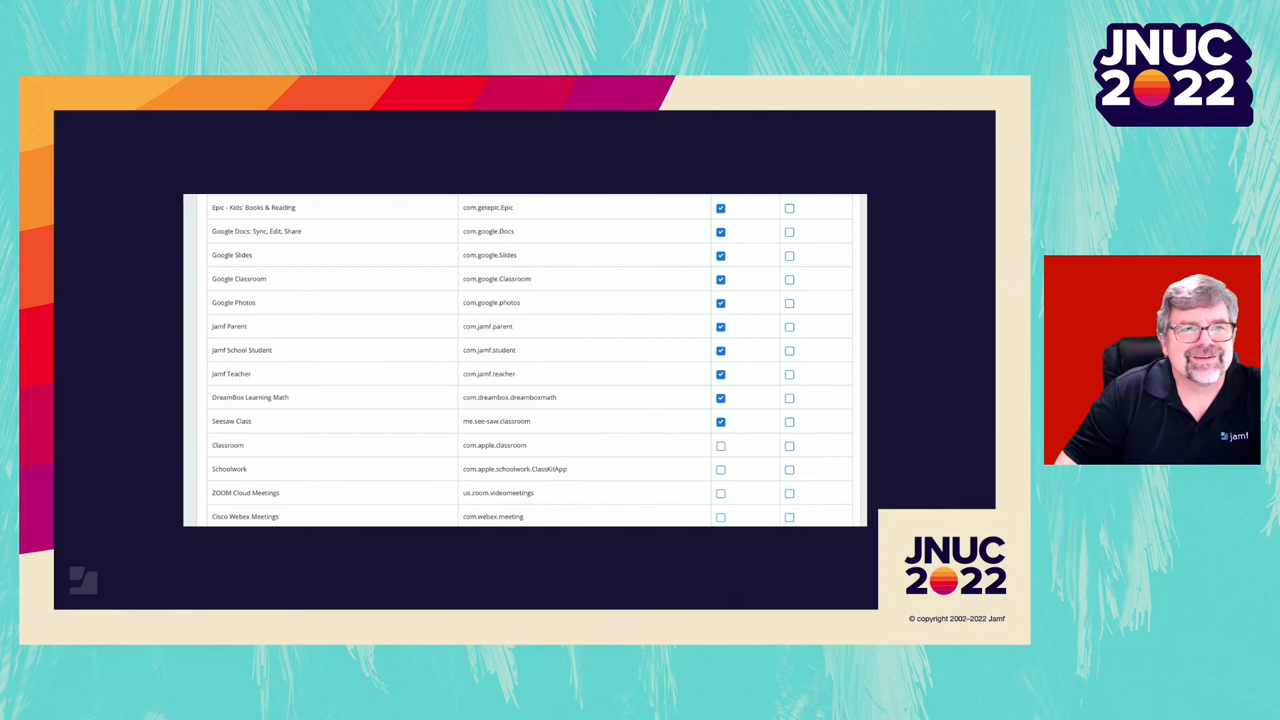 JNUC
2022
Epic - Kids' Books & Reading com.getepic.Epic
Google Docs: Sync, Edit, Share com.google.Docs
Google Slides com.google.Slides
Google Classroom com.google.Classroom
Google Photos com.google.photos
Jamf Parent com.jamf.parent
Jamf School Student com.jamf.student
Jamf Teacher com.jamf.teacher
DreamBox Learning Math com.dreambox.dreamboxmath
Seesaw Class me.see-saw.classroom
Classroom com.apple.classroom
Schoolwork com.apple.schoolwork.ClassKitApp
ZOOM Cloud Meetings us.zoom.videomeetings
Cisco Webex Meetings com.webex.meeting
jamf
JNUC
2022
© copyright 2002–2022 Jamf